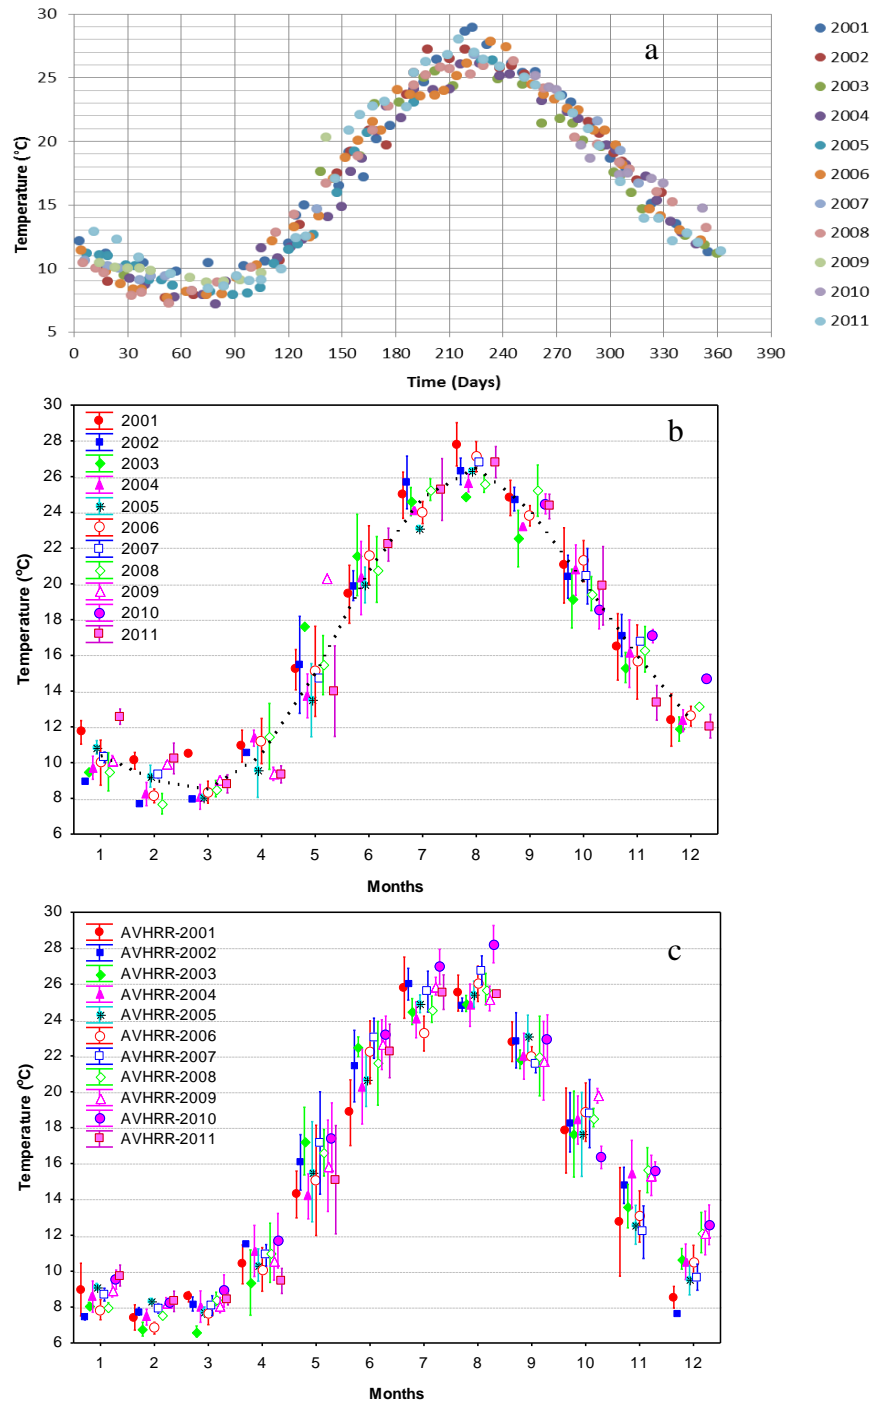 a
30
25
20
15
10
5
Temperature (°C)
0 30 60 90 120 150 180 210 240 270 300 330 360 390
Time (Days)
2001
2002
2003
2004
2005
2006
2007
2008
2009
2010
2011
b
30
28
26
24
22
20
18
16
14
12
10
8
6
Temperature (°C)
2001
2002
2003
2004
2005
2006
2007
2008
2009
2010
2011
1 2 3 4 5 6 7 8 9 10 11 12
Months
c
30
28
26
24
22
20
18
16
14
12
10
8
6
Temperature (°C)
AVHRR-2001
AVHRR-2002
AVHRR-2003
AVHRR-2004
AVHRR-2005
AVHRR-2006
AVHRR-2007
AVHRR-2008
AVHRR-2009
AVHRR-2010
AVHRR-2011
1 2 3 4 5 6 7 8 9 10 11 12
Months